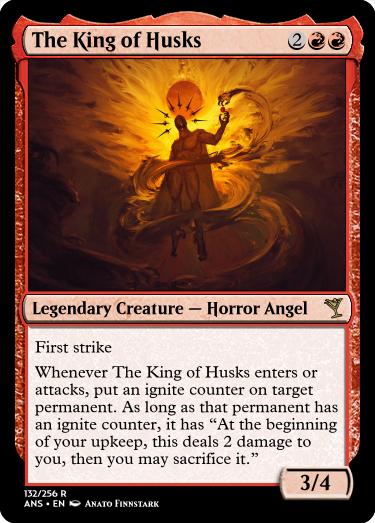 The King of Husks 2
Legendary Creature — Horror Angel
First strike
Whenever The King of Husks enters or
attacks, put an ignite counter on target
permanent. As long as that permanent has
an ignite counter, it has “At the beginning
of your upkeep, this deals 2 damage to
you, then you may sacrifice it.”
3/4
132/256 R
ANS • EN Anato Finnstark